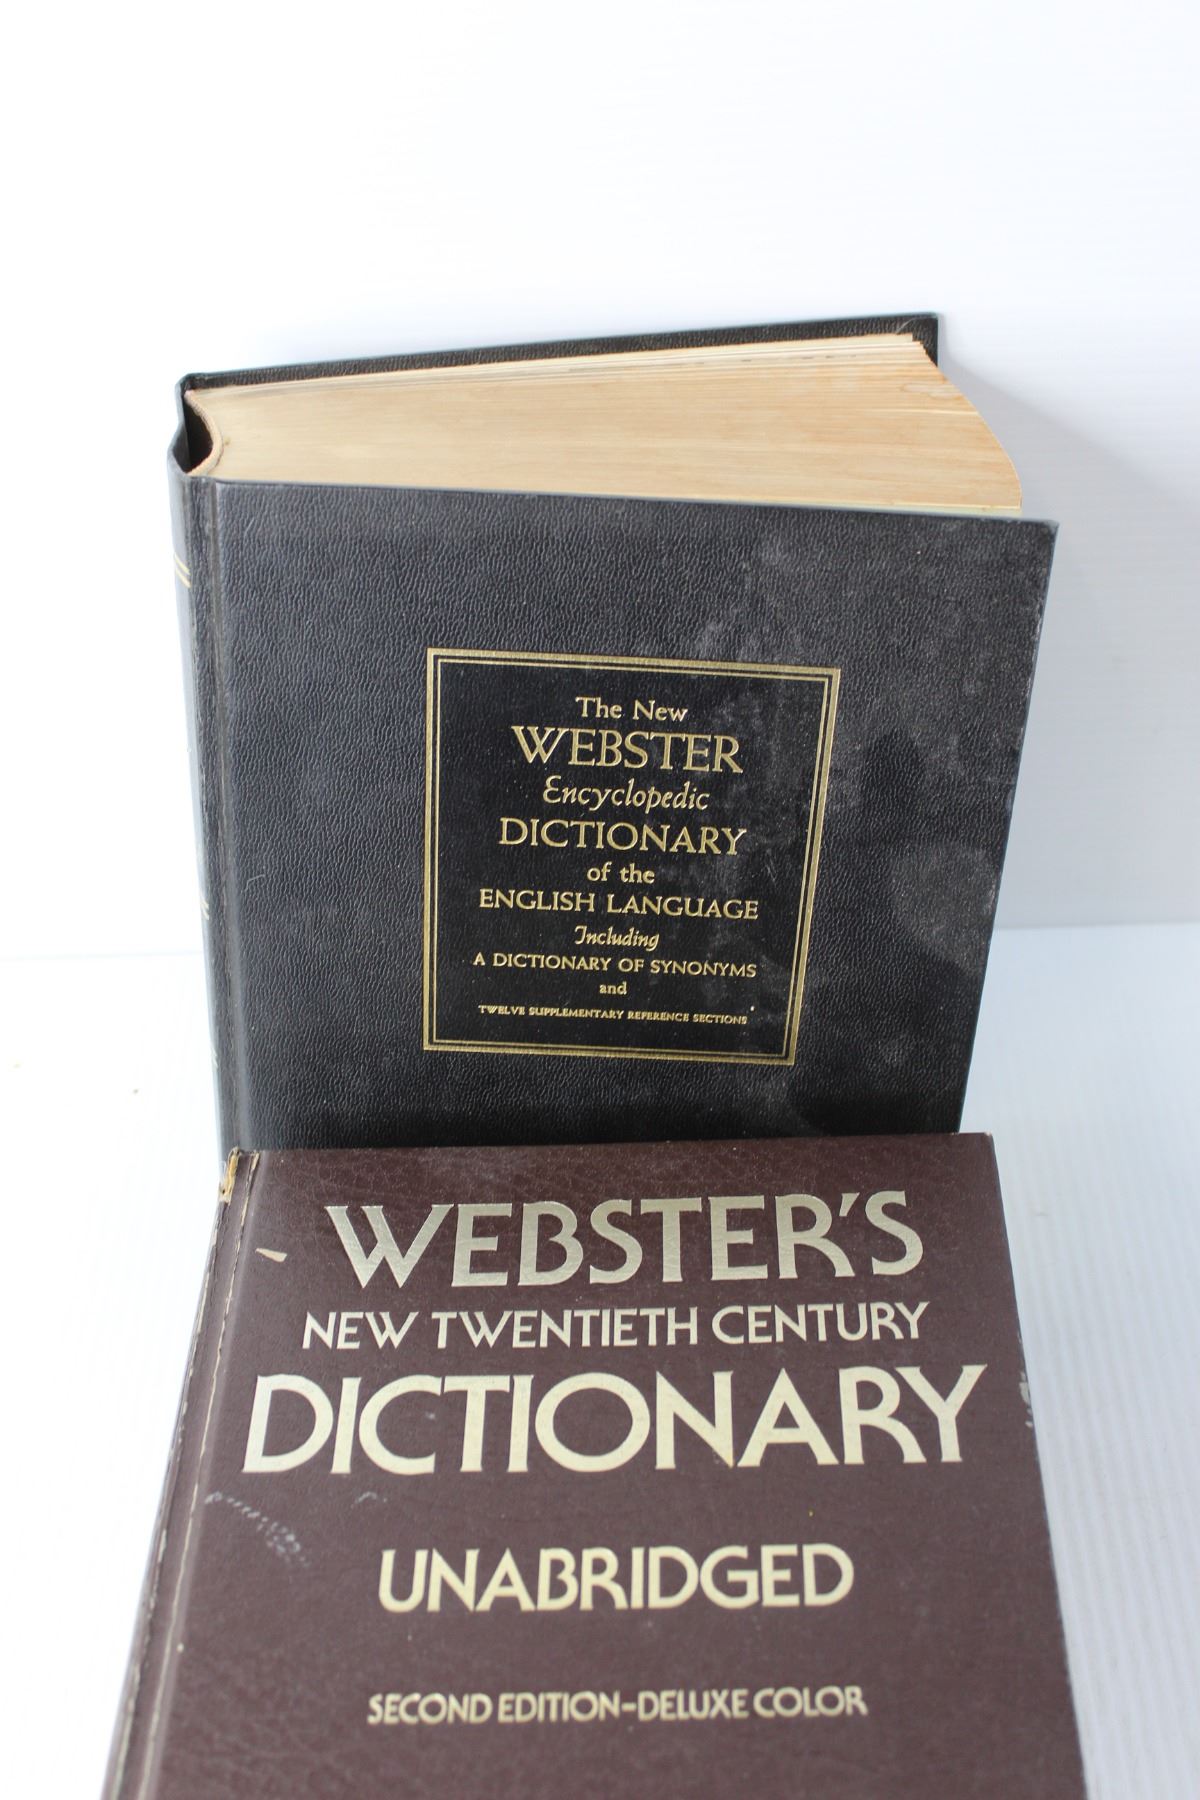 The New
WEBSTER
Encyclopedic
DICTIONARY
of the
ENGLISH LANGUAGE
Including
A DICTIONARY OF SYNONYMS
and
TWELVE SUPPLEMENTARY REFERENCE SECTIONS
WEBSTER'S
NEW TWENTIETH CENTURY
DICTIONARY
UNABRIDGED
SECOND EDITION–DELUXE COLOR